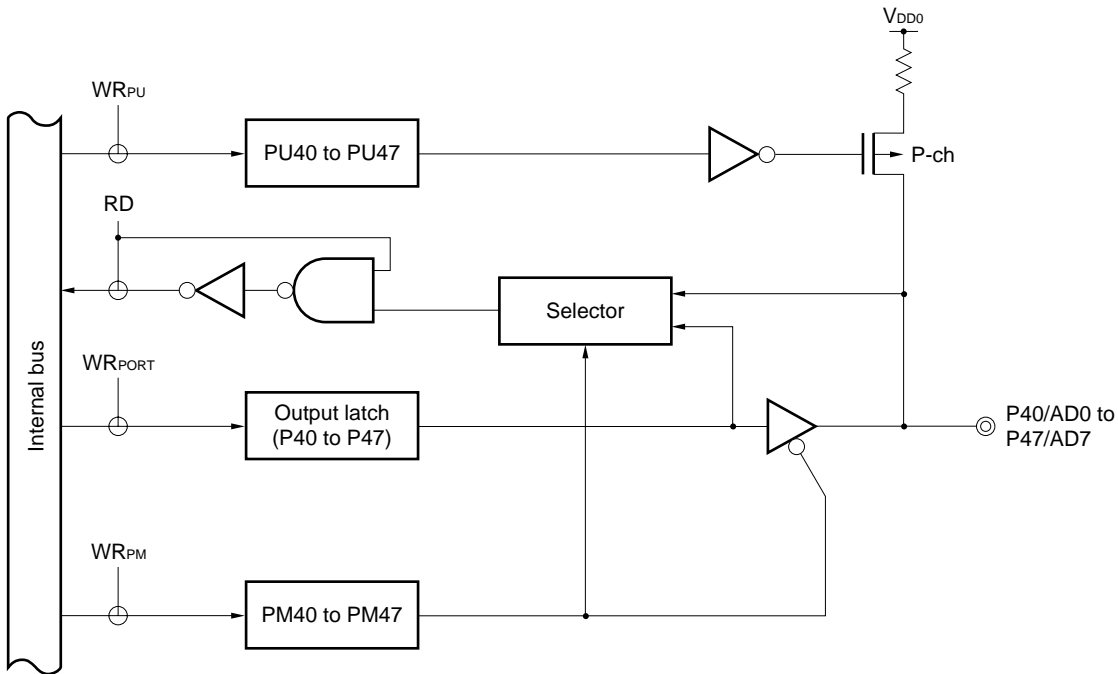 VDD0
WRPU
PU40 to PU47
P-ch
RD
Selector
Internal bus
WRPORT
Output latch
(P40 to P47)
P40/AD0 to
P47/AD7
WRPM
PM40 to PM47